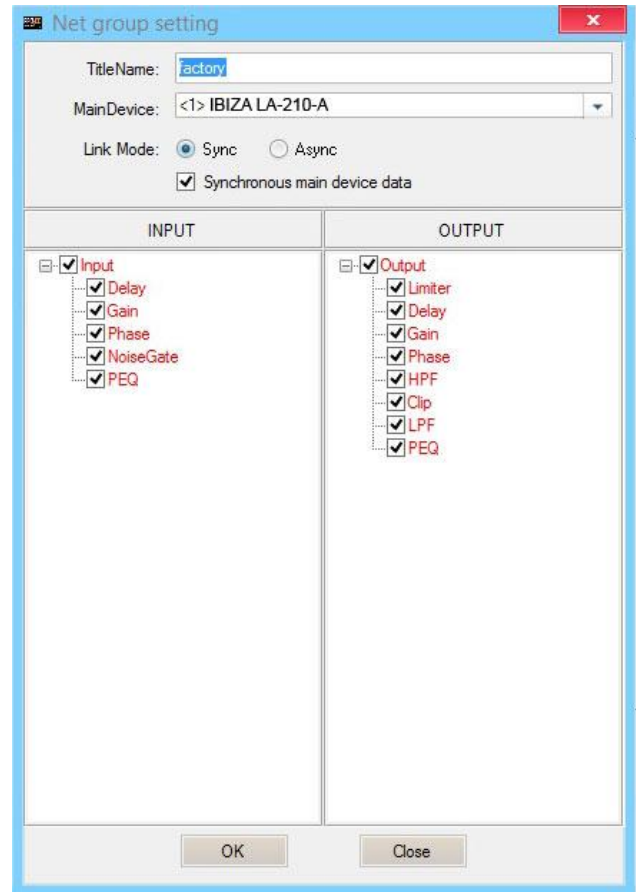 Net group setting
TitleName: factory
MainDevice: <1> IBIZA LA-210-A
Link Mode: Sync Async
Synchronous main device data
INPUT OUTPUT
Input
Delay
Gain
Phase
NoiseGate
PEQ
Output
Limiter
Delay
Gain
Phase
HPF
Clip
LPF
PEQ
OK Close